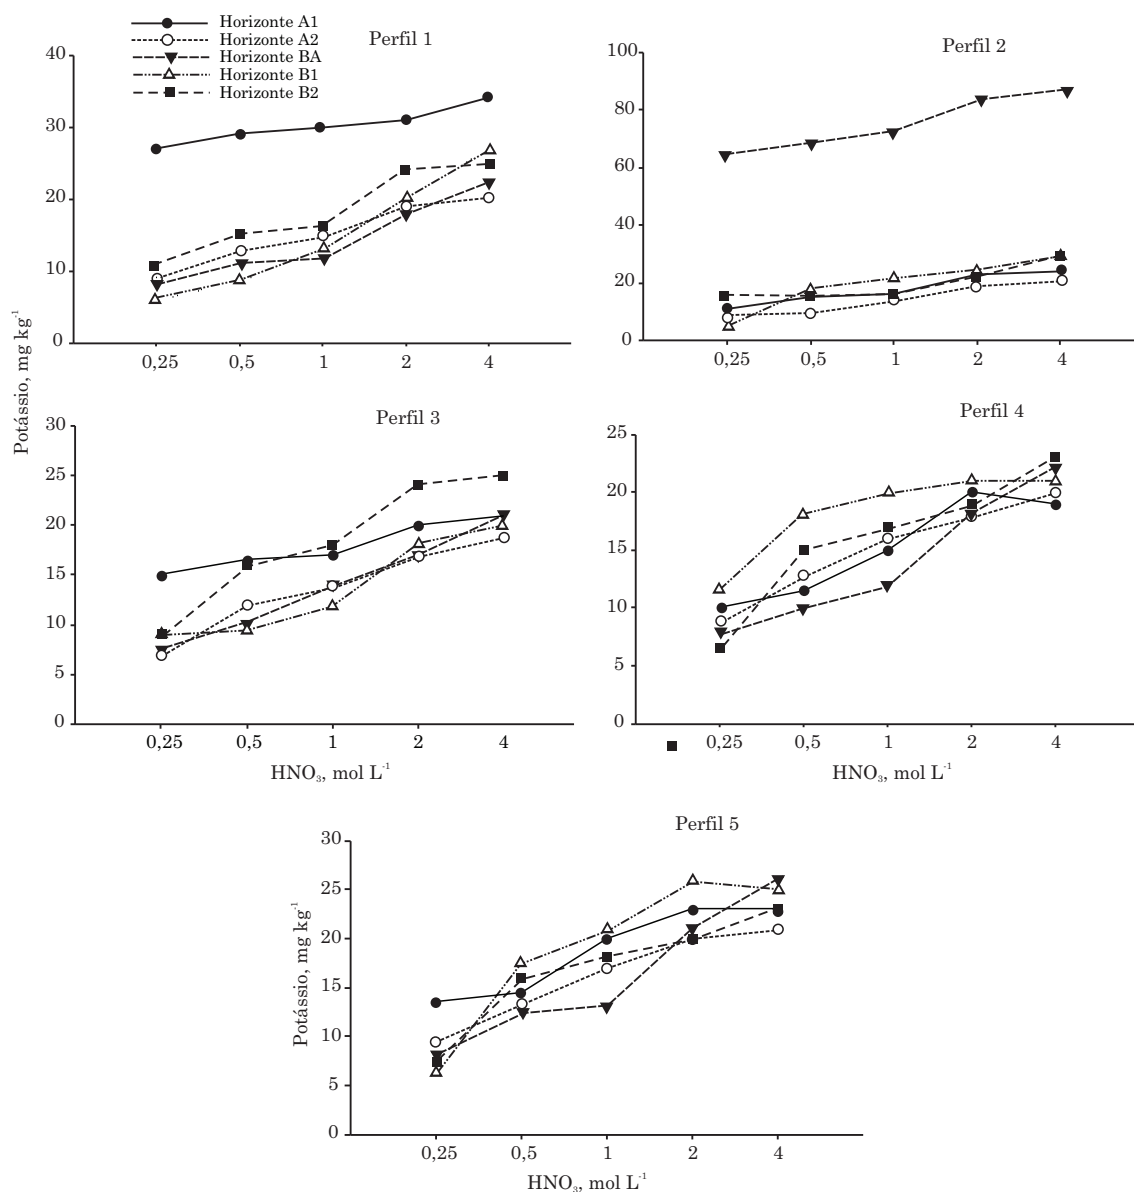 Horizonte A1
Horizonte A2
Horizonte BA
Horizonte B1
Horizonte B2
Perfil 1
40
30
20
10
0
0,25 0,5 1 2 4
Perfil 2
100
80
60
40
20
0
0,25 0,5 1 2 4
Potássio, mg kg⁻¹
Perfil 3
30
25
20
15
10
5
0
0,25 0,5 1 2 4
HNO₃, mol L⁻¹
Perfil 4
25
20
15
10
5
0
0,25 0,5 1 2 4
HNO₃, mol L⁻¹
Perfil 5
Potássio, mg kg⁻¹
30
25
20
15
10
5
0
0,25 0,5 1 2 4
HNO₃, mol L⁻¹